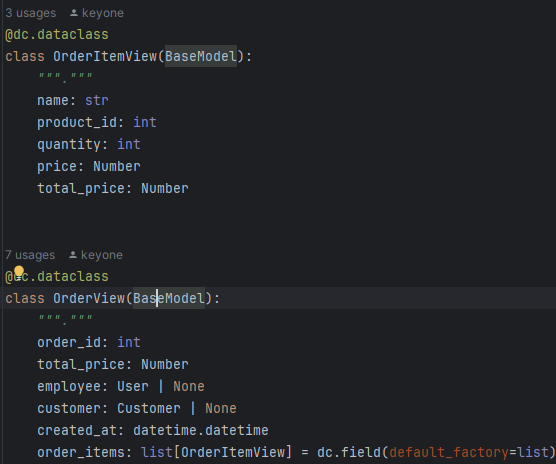 3 usages keyone
@dc.dataclass
class OrderItemView(BaseModel):
    """."""
    name: str
    product_id: int
    quantity: int
    price: Number
    total_price: Number
7 usages keyone
@dc.dataclass
class OrderView(BaseModel):
    """."""
    order_id: int
    total_price: Number
    employee: User | None
    customer: Customer | None
    created_at: datetime.datetime
    order_items: list[OrderItemView] = dc.field(default_factory=list)